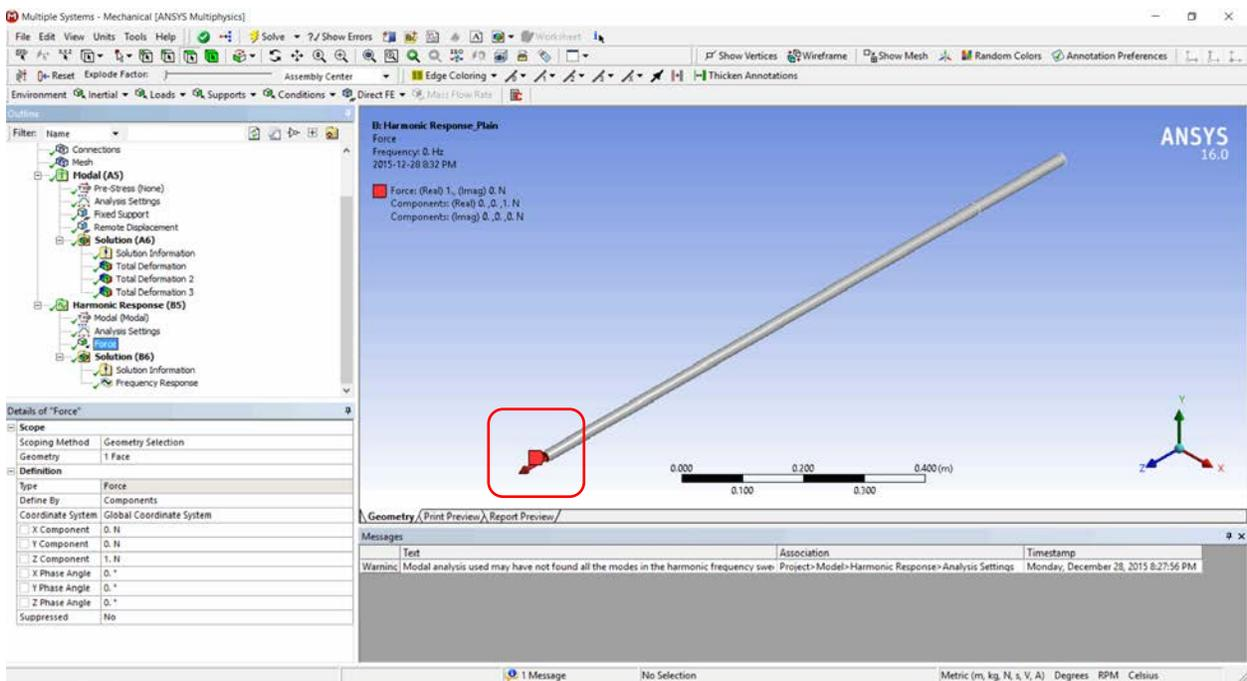 Multiple Systems - Mechanical [ANSYS Multiphysics]
File Edit View Units Tools Help Solve ?/ Show Errors Worksheet
Show Vertices Wireframe Show Mesh Random Colors Annotation Preferences
Reset Explode Factor: Assembly Center Edge Coloring Thicken Annotations
Environment Inertial Loads Supports Conditions Direct FE Mass Flow Rate
Outline
Filter: Name
Connections
Mesh
Modal (A5)
Pre-Stress (None)
Analysis Settings
Fixed Support
Remote Displacement
Solution (A6)
Solution Information
Total Deformation
Total Deformation 2
Total Deformation 3
Harmonic Response (B5)
Modal (Modal)
Analysis Settings
Force
Solution (B6)
Solution Information
Frequency Response
Details of "Force"
Scope
Scoping Method Geometry Selection
Geometry 1 Face
Definition
Type Force
Define By Components
Coordinate System Global Coordinate System
X Component 0. N
Y Component 0. N
Z Component 1. N
X Phase Angle 0. °
Y Phase Angle 0. °
Z Phase Angle 0. °
Suppressed No
B: Harmonic Response_Plain
Force
Frequency: 0. Hz
2015-12-28 8:32 PM
Force: (Real) 1., (Imag) 0. N
Components: (Real) 0. ,0. ,1. N
Components: (Imag) 0. ,0. ,0. N
ANSYS
16.0
0.000 0.200 0.400 (m)
0.100 0.300
Y
Z X
Geometry Print Preview Report Preview
Messages
Text Association Timestamp
Warning Modal analysis used may have not found all the modes in the harmonic frequency swe Project>Model>Harmonic Response>Analysis Settings Monday, December 28, 2015 8:27:56 PM
1 Message No Selection Metric (m, kg, N, s, V, A) Degrees RPM Celsius